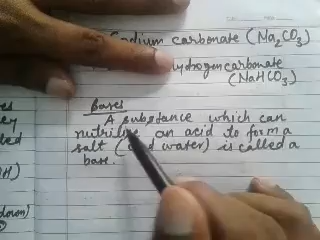 Sodium carbonate (Na2CO3)
hydrogencarbonate
(NaHCO3)
Bases
A substance which can
nutrilise an acid to form a
salt (and water) is called a
base.